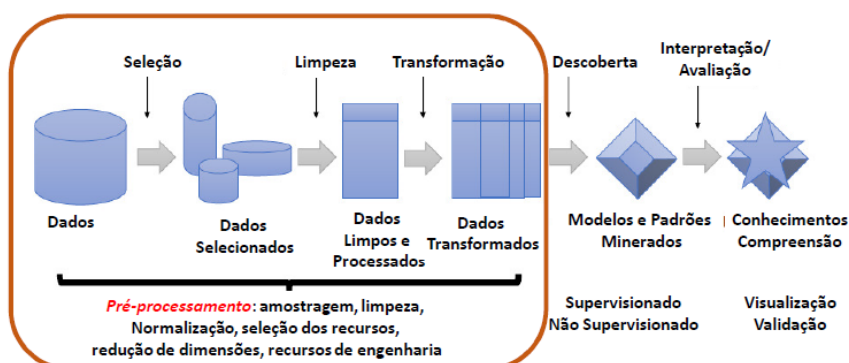 Seleção
Limpeza
Transformação
Descoberta
Interpretação/
Avaliação
Dados
Dados
Selecionados
Dados
Limpos e
Processados
Dados
Transformados
Modelos e Padrões
Minerados
Conhecimentos
Compreensão
Pré-processamento: amostragem, limpeza,
Normalização, seleção dos recursos,
redução de dimensões, recursos de engenharia
Supervisionado
Não Supervisionado
Visualização
Validação